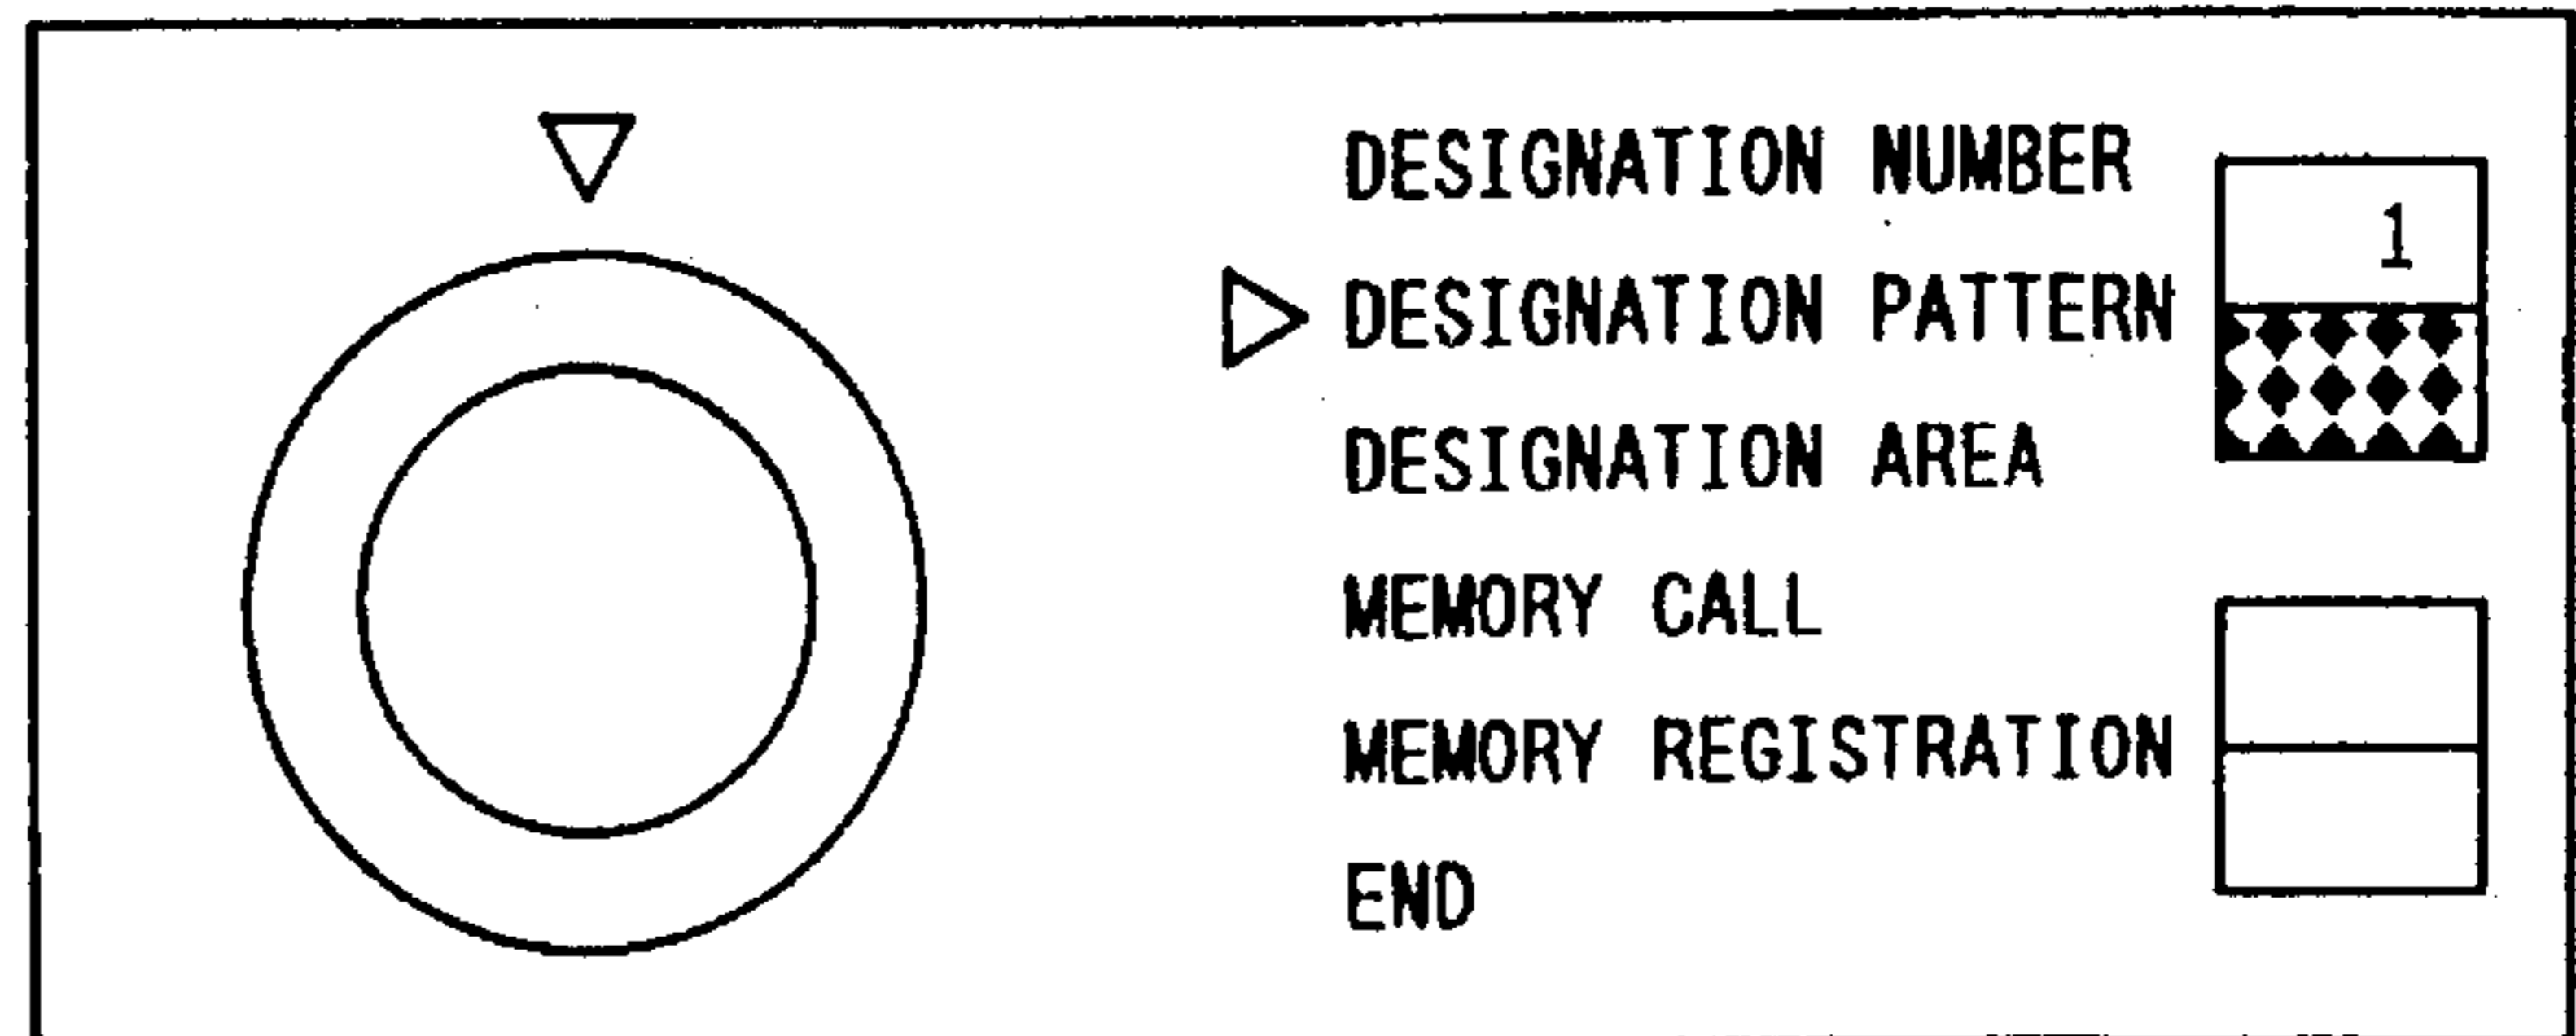 DESIGNATION NUMBER
1
DESIGNATION PATTERN
DESIGNATION AREA
MEMORY CALL
MEMORY REGISTRATION
END